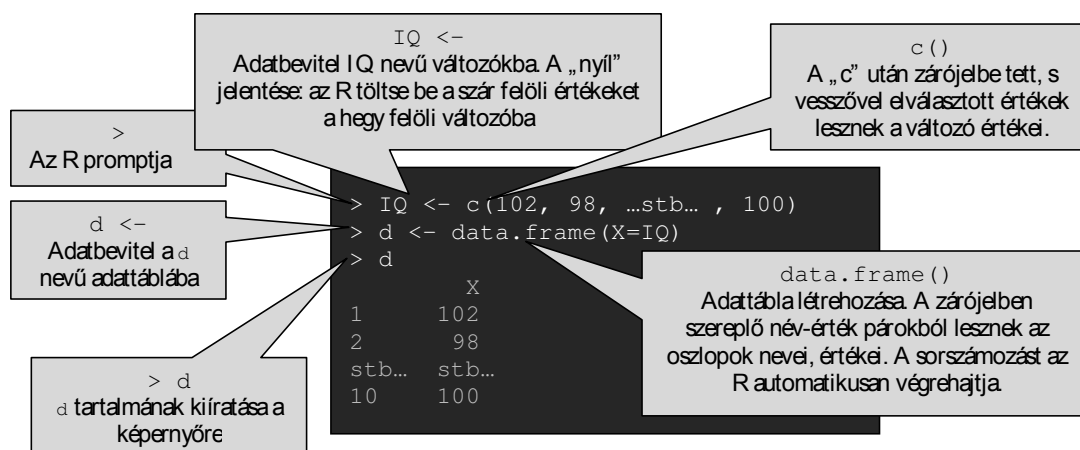 IQ <-
Adatbevitel IQ nevű változókba. A „nyíl”
jelentése: az R töltse be a szár felöli értékeket
a hegy felöli változóba
c()
A „c” után zárójelbe tett, s
vesszővel elválasztott értékek
lesznek a változó értékei.
>
Az R promptja
d <-
Adatbevitel a d
nevű adattáblába
> d
d tartalmának kiíratása a
képernyőre
> IQ <- c(102, 98, …stb… , 100)
> d <- data.frame(X=IQ)
> d
X
1 102
2 98
stb… stb…
10 100
data.frame()
Adattábla létrehozása. A zárójelben
szereplő név-érték párokból lesznek az
oszlopok nevei, értékei. A sorszámozást az
R automatikusan végrehajtja.